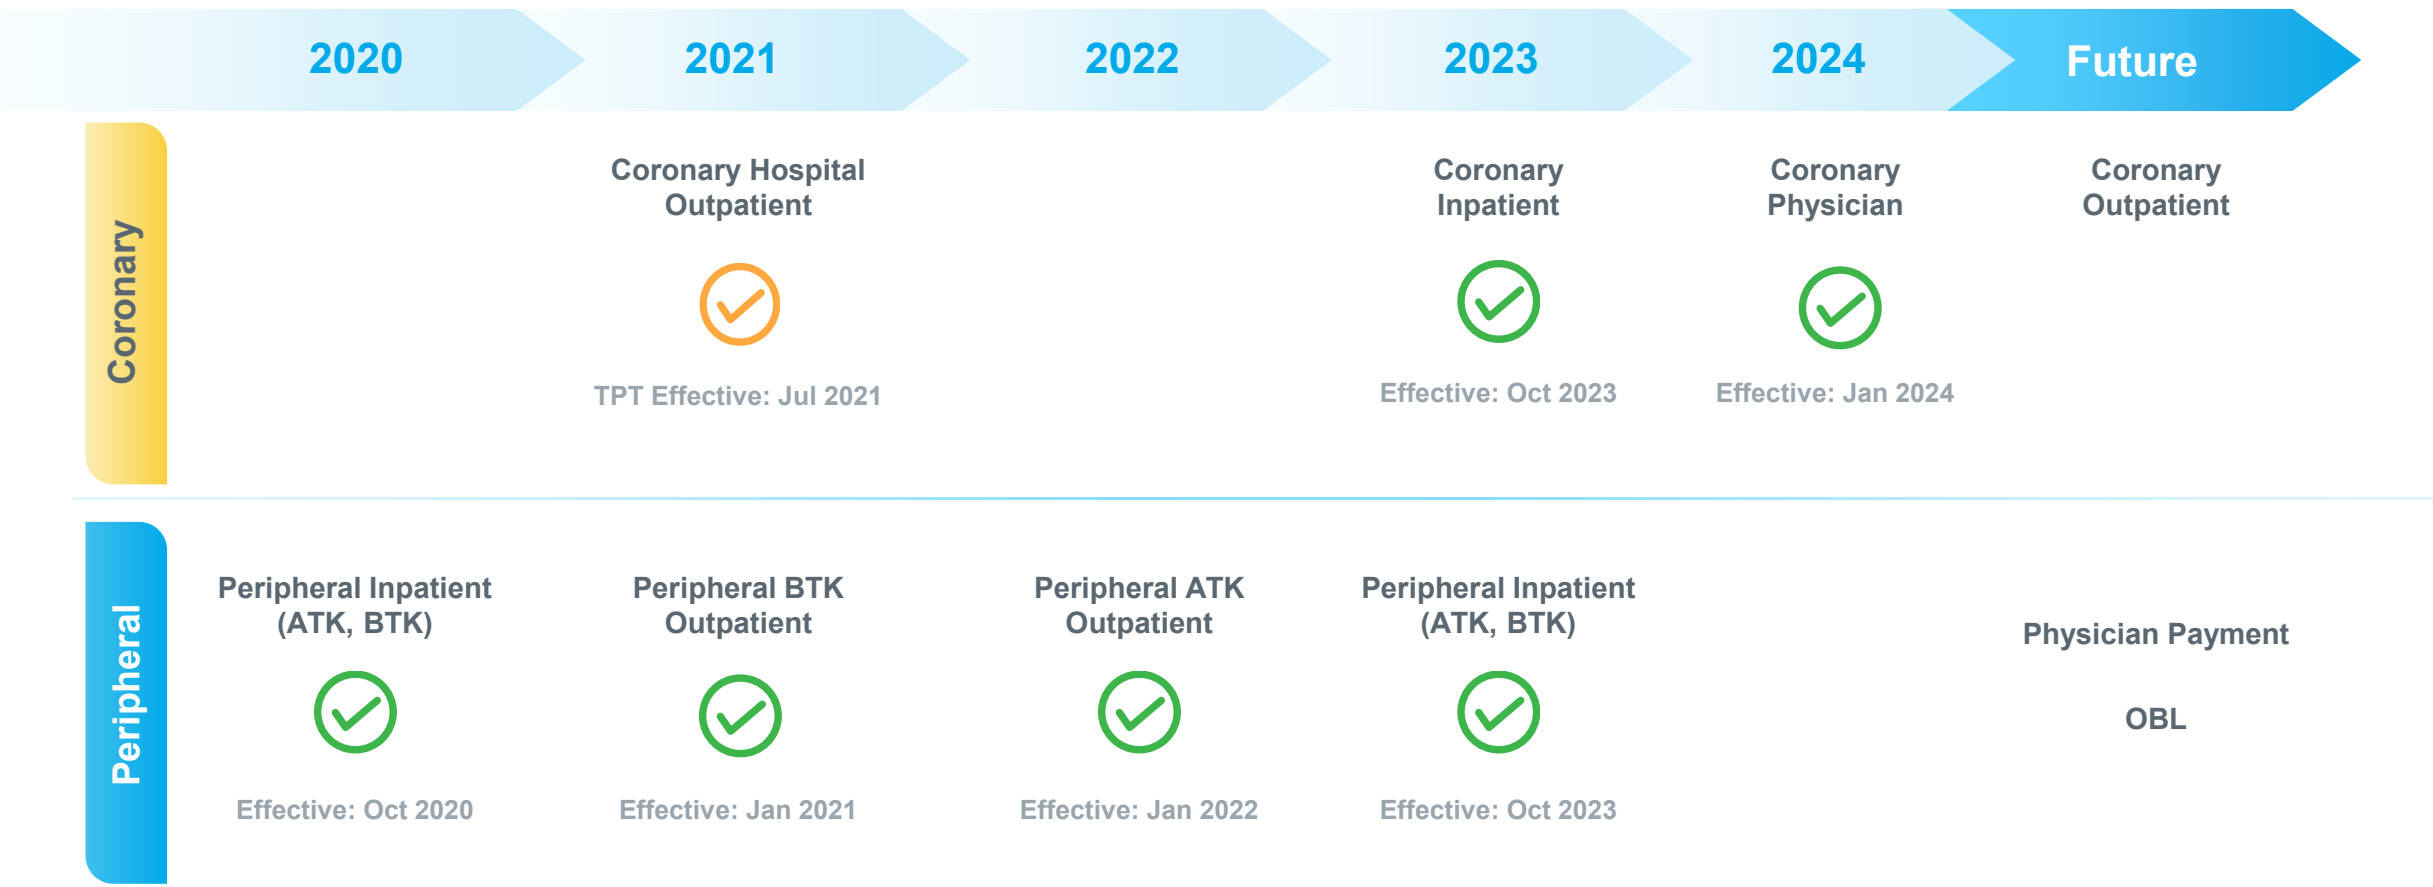 2020
2021
2022
2023
2024
Future
Coronary
Coronary Hospital
Outpatient
TPT Effective: Jul 2021
Coronary
Inpatient
Effective: Oct 2023
Coronary
Physician
Effective: Jan 2024
Coronary
Outpatient
Peripheral
Peripheral Inpatient
(ATK, BTK)
Effective: Oct 2020
Peripheral BTK
Outpatient
Effective: Jan 2021
Peripheral ATK
Outpatient
Effective: Jan 2022
Peripheral Inpatient
(ATK, BTK)
Effective: Oct 2023
Physician Payment
OBL